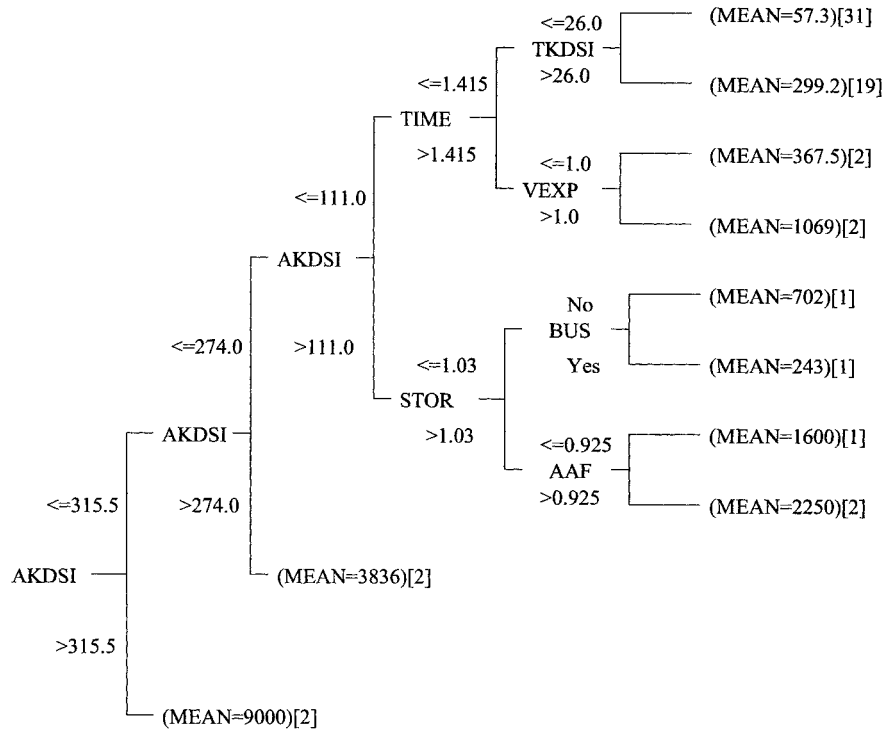 <=26.0 (MEAN=57.3)[31]
TKDSI
<=1.415 >26.0 (MEAN=299.2)[19]
TIME
>1.415 <=1.0 (MEAN=367.5)[2]
<=111.0 VEXP
>1.0 (MEAN=1069)[2]
AKDSI
No (MEAN=702)[1]
BUS
<=274.0 >111.0 <=1.03 Yes (MEAN=243)[1]
STOR
AKDSI >1.03 <=0.925 (MEAN=1600)[1]
AAF
<=315.5 >274.0 >0.925 (MEAN=2250)[2]
AKDSI (MEAN=3836)[2]
>315.5
(MEAN=9000)[2]